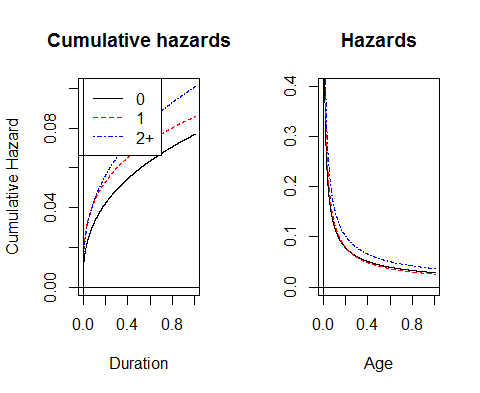 Cumulative hazards
Cumulative Hazard
0.00 0.04 0.08
0
1
2+
0.0 0.4 0.8
Duration
Hazards
0.0 0.1 0.2 0.3 0.4
0.0 0.4 0.8
Age